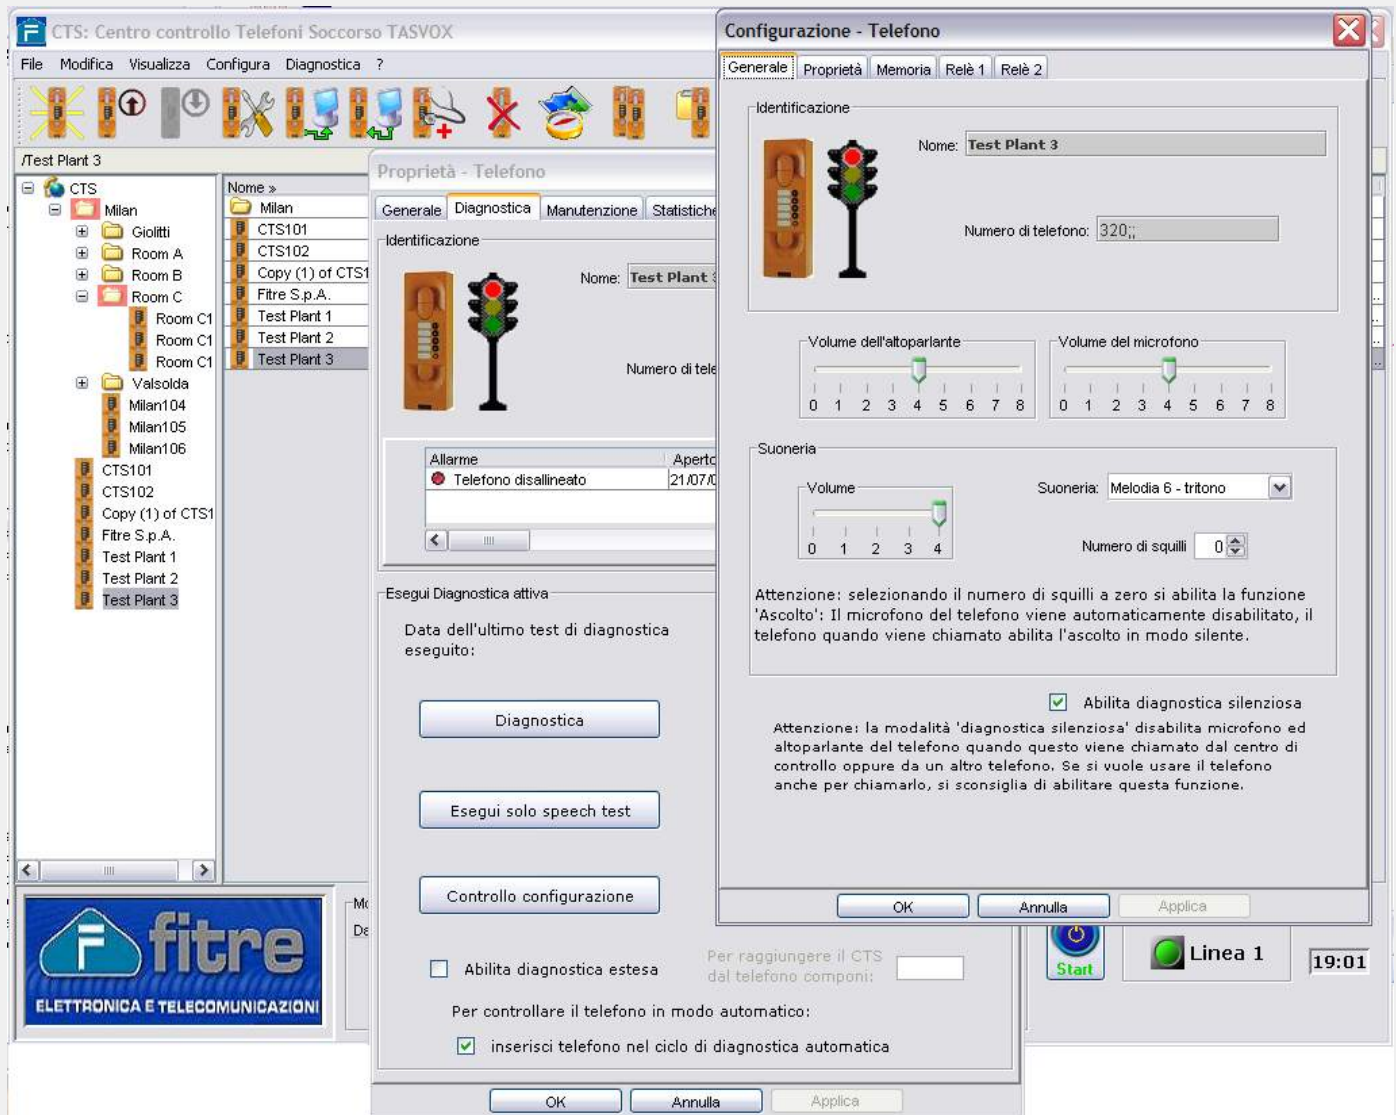 CTS: Centro controllo Telefoni Soccorso TASVOX
File Modifica Visualizza Configura Diagnostica ?
/Test Plant 3
CTS
Milan
Giolitti
Room A
Room B
Room C
Room C1
Room C1
Room C1
Valsolda
Milan104
Milan105
Milan106
CTS101
CTS102
Copy (1) of CTS1
Fitre S.p.A.
Test Plant 1
Test Plant 2
Test Plant 3
Nome »
Milan
CTS101
CTS102
Copy (1) of CTS1
Fitre S.p.A.
Test Plant 1
Test Plant 2
Test Plant 3
Proprietà - Telefono
Generale Diagnostica Manutenzione Statistiche
Identificazione
Nome: Test Plant 3
Numero di tele
Allarme Aperto
Telefono disallineato 21/07/0
Esegui Diagnostica attiva
Data dell'ultimo test di diagnostica
eseguito:
Diagnostica
Esegui solo speech test
Controllo configurazione
Abilita diagnostica estesa
Per raggiungere il CTS
dal telefono componi:
Per controllare il telefono in modo automatico:
inserisci telefono nel ciclo di diagnostica automatica
OK Annulla Applica
Configurazione - Telefono
Generale Proprietà Memoria Relè 1 Relè 2
Identificazione
Nome: Test Plant 3
Numero di telefono: 320;;
Volume dell'altoparlante
0 1 2 3 4 5 6 7 8
Volume del microfono
0 1 2 3 4 5 6 7 8
Suoneria
Volume
0 1 2 3 4
Suoneria: Melodia 6 - tritono
Numero di squilli 0
Attenzione: selezionando il numero di squilli a zero si abilita la funzione
'Ascolto': Il microfono del telefono viene automaticamente disabilitato, il
telefono quando viene chiamato abilita l'ascolto in modo silente.
Abilita diagnostica silenziosa
Attenzione: la modalità 'diagnostica silenziosa' disabilita microfono ed
altoparlante del telefono quando questo viene chiamato dal centro di
controllo oppure da un altro telefono. Se si vuole usare il telefono
anche per chiamarlo, si sconsiglia di abilitare questa funzione.
OK Annulla Applica
F fitre
ELETTRONICA E TELECOMUNICAZIONI
Mo
Da
Start
Linea 1
19:01